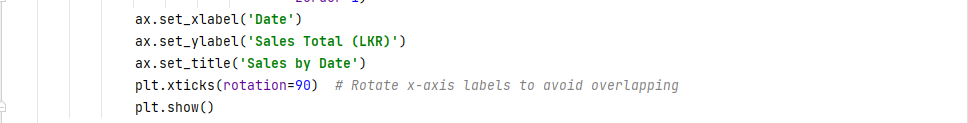 ax.set_xlabel('Date')
ax.set_ylabel('Sales Total (LKR)')
ax.set_title('Sales by Date')
plt.xticks(rotation=90)  # Rotate x-axis labels to avoid overlapping
plt.show()